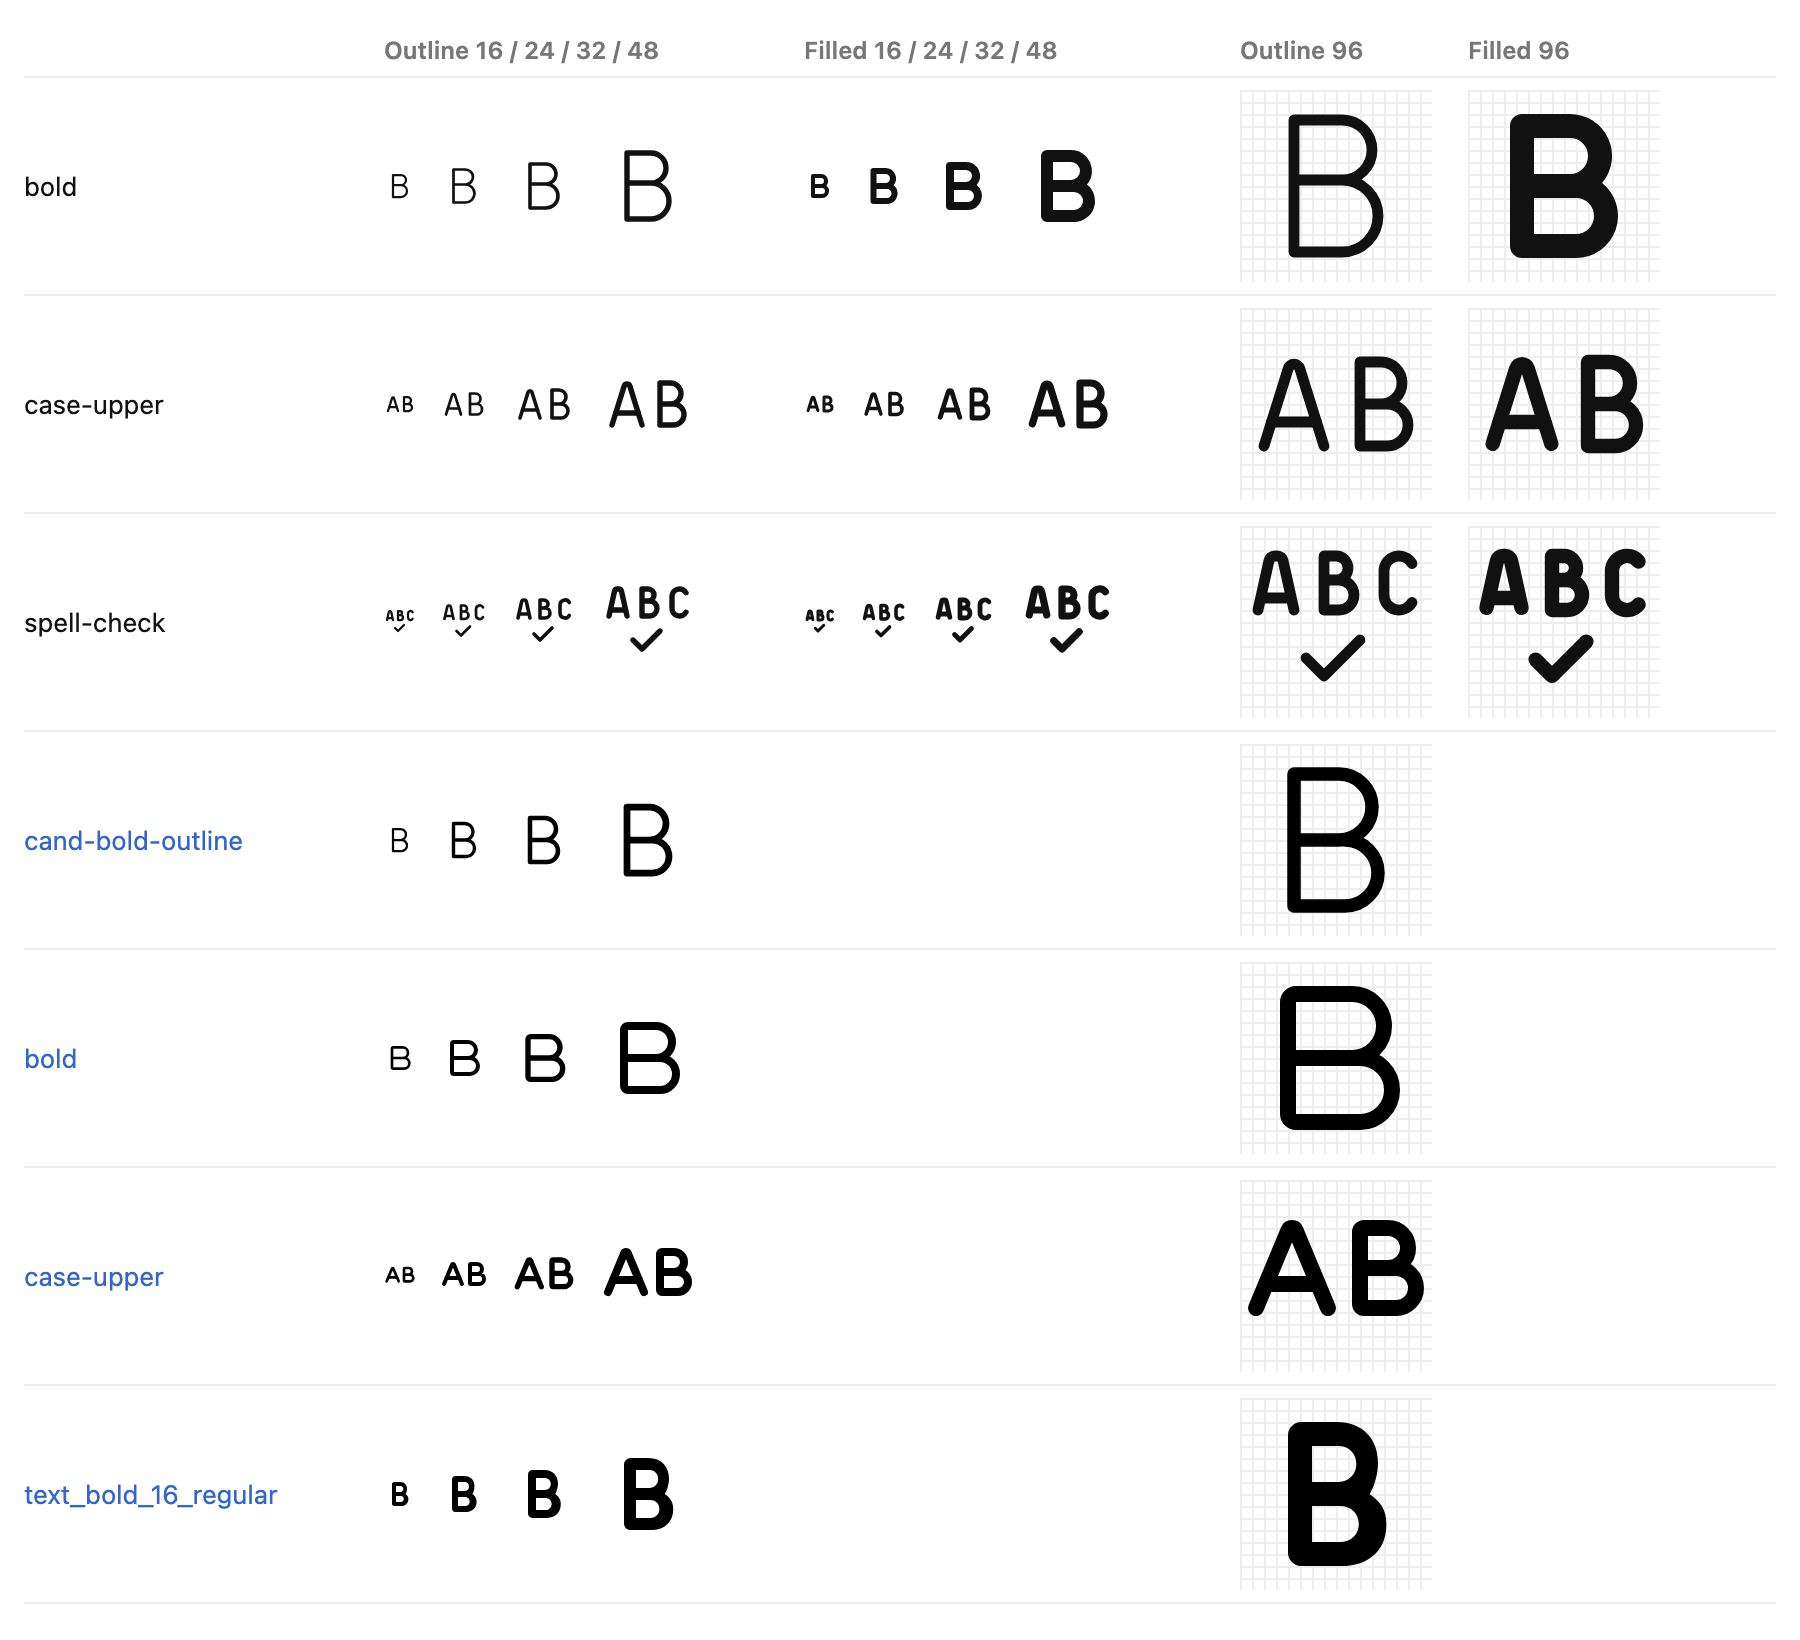 Outline 16 / 24 / 32 / 48 Filled 16 / 24 / 32 / 48 Outline 96 Filled 96
bold B B B B B B B B B B
case-upper AB AB AB AB AB AB AB AB AB AB
spell-check ABC ABC ABC ABC ABC ABC ABC ABC ABC ABC
cand-bold-outline B B B B B
bold B B B B B
case-upper AB AB AB AB AB
text_bold_16_regular B B B B B